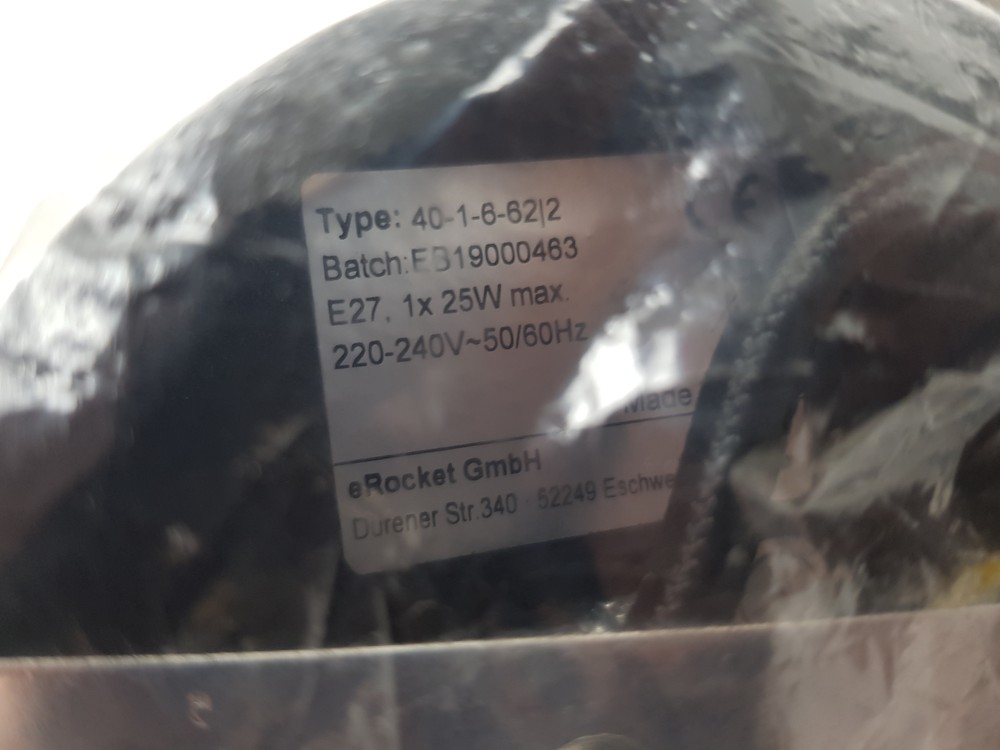 Type: 40-1-6-62|2
Batch:EB19000463
E27, 1x 25W max.
220-240V~50/60Hz
Made
eRocket GmbH
Dürener Str.340 · 52249 Eschwe